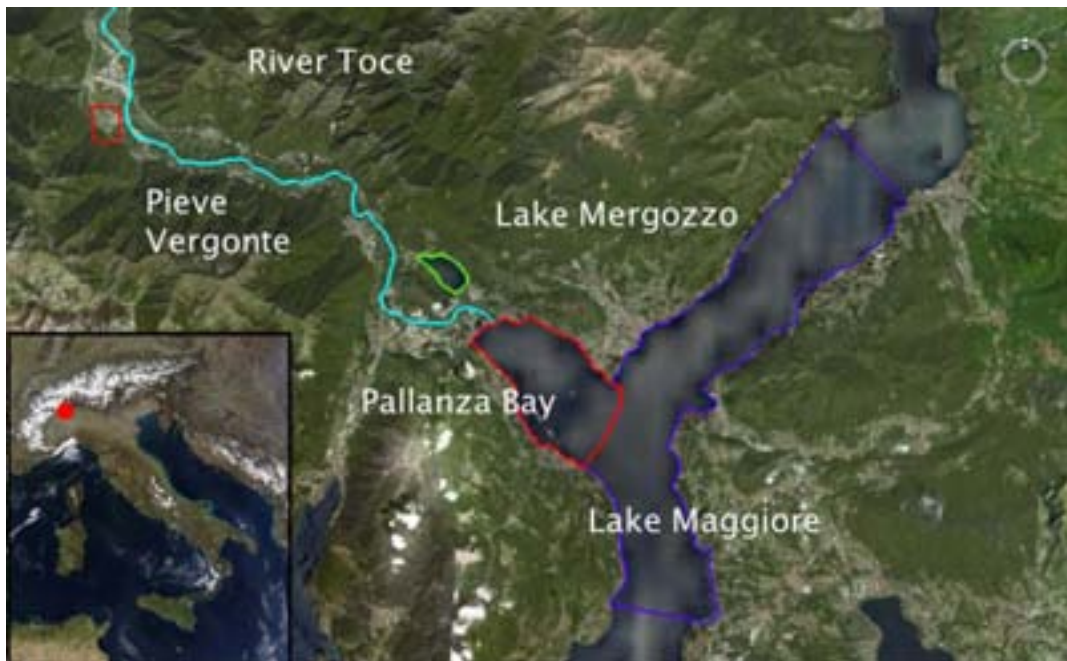 River Toce
Pieve
Vergonte
Lake Mergozzo
Pallanza Bay
Lake Maggiore